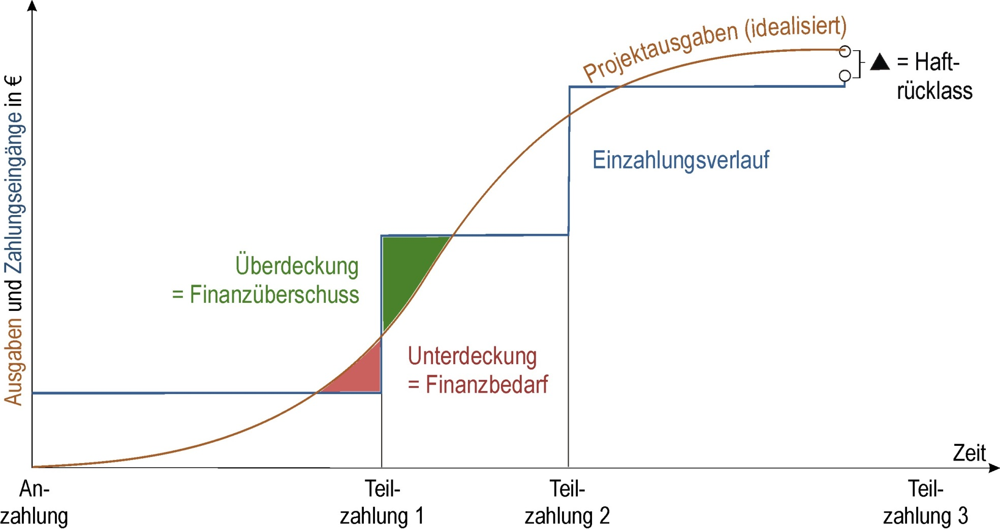 Ausgaben und Zahlungseingänge in €
Projektausgaben (idealisiert)
▲ = Haft-
rücklass
Einzahlungsverlauf
Überdeckung
= Finanzüberschuss
Unterdeckung
= Finanzbedarf
Zeit
An-
zahlung
Teil-
zahlung 1
Teil-
zahlung 2
Teil-
zahlung 3